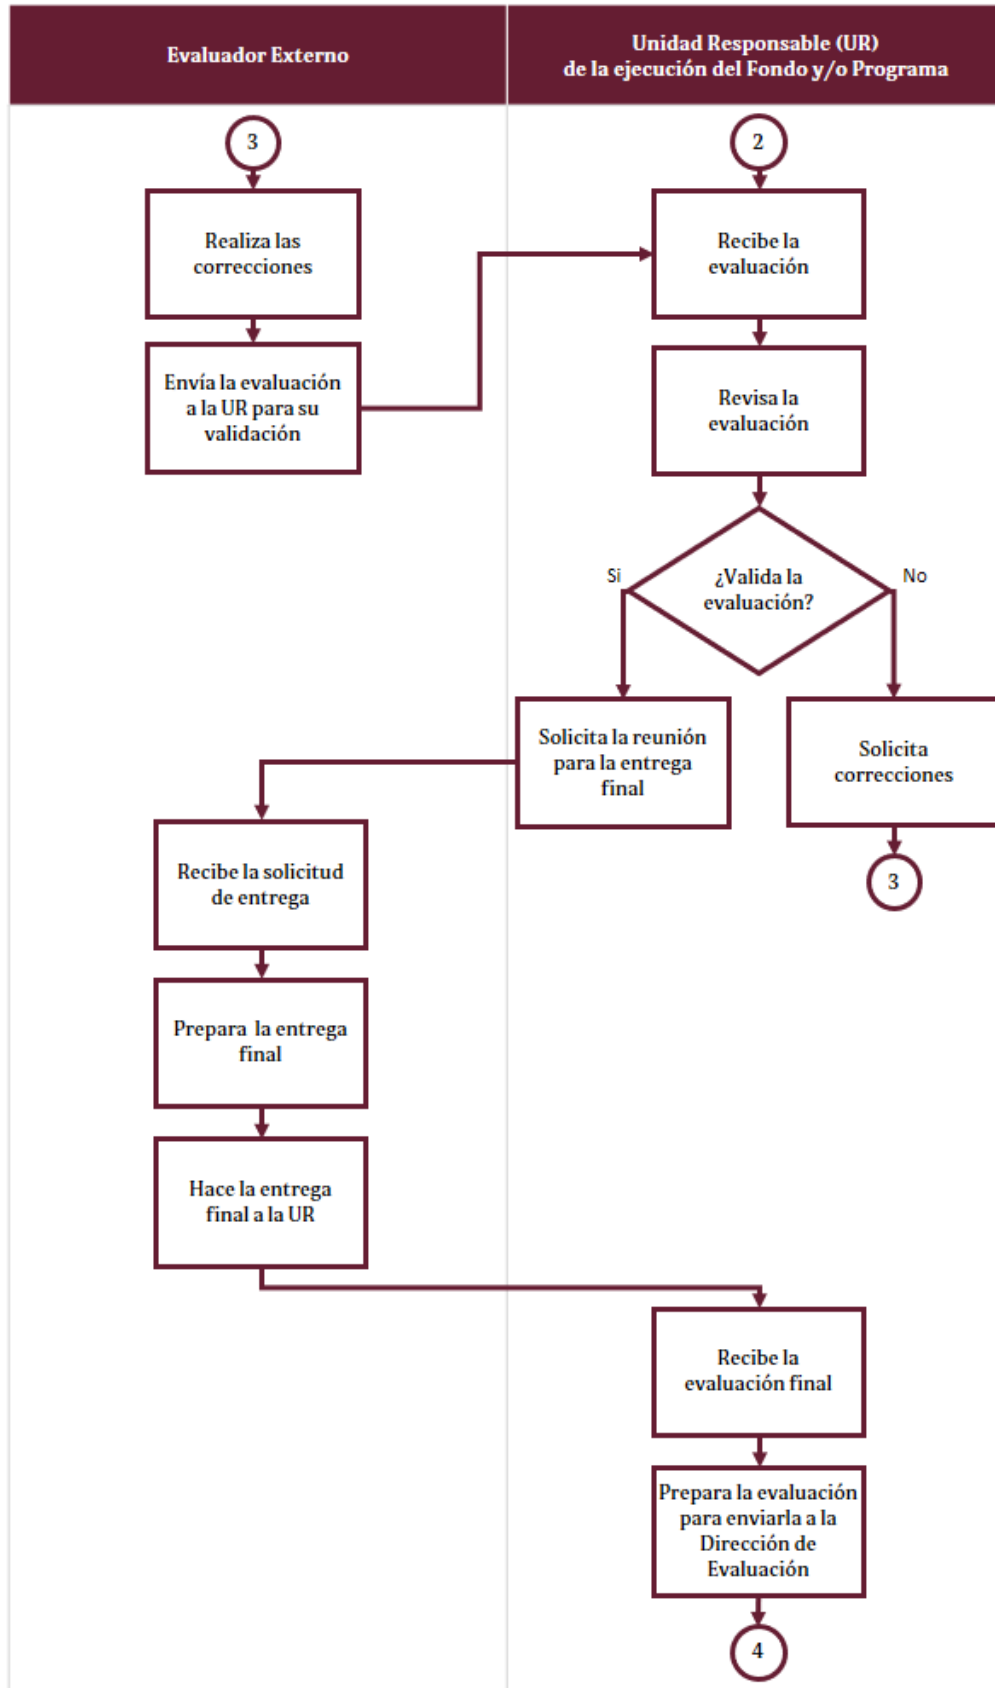 Evaluador Externo
Unidad Responsable (UR)
de la ejecución del Fondo y/o Programa
3
2
Realiza las
correcciones
Recibe la
evaluación
Envía la evaluación
a la UR para su
validación
Revisa la
evaluación
Si
¿Valida la
evaluación?
No
Solicita la reunión
para la entrega
final
Solicita
correcciones
3
Recibe la solicitud
de entrega
Prepara la entrega
final
Hace la entrega
final a la UR
Recibe la
evaluación final
Prepara la evaluación
para enviarla a la
Dirección de
Evaluación
4